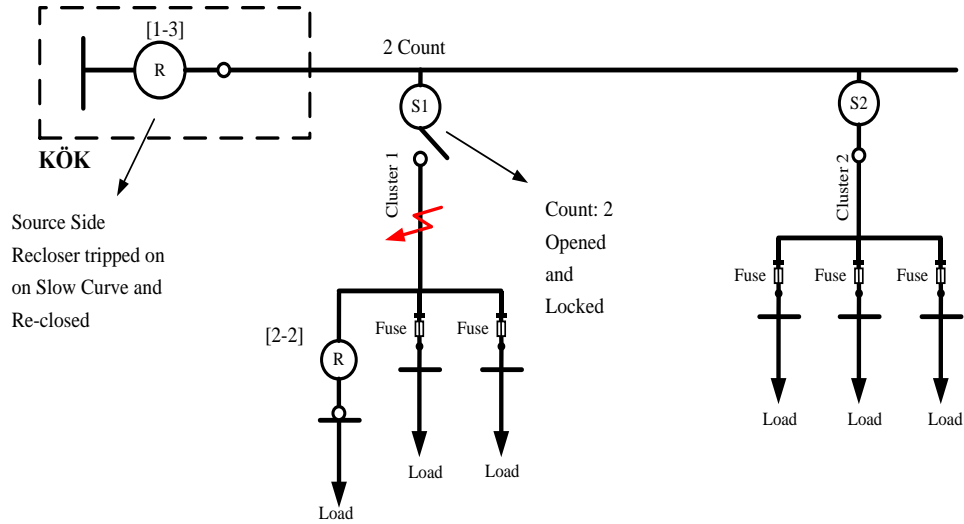 [1-3]
R
2 Count
S1
S2
KÖK
Cluster 1
Cluster 2
Source Side
Recloser tripped on
on Slow Curve and
Re-closed
Count: 2
Opened
and
Locked
Fuse
Fuse
Fuse
[2-2]
Fuse
Fuse
R
Load
Load
Load
Load
Load
Load